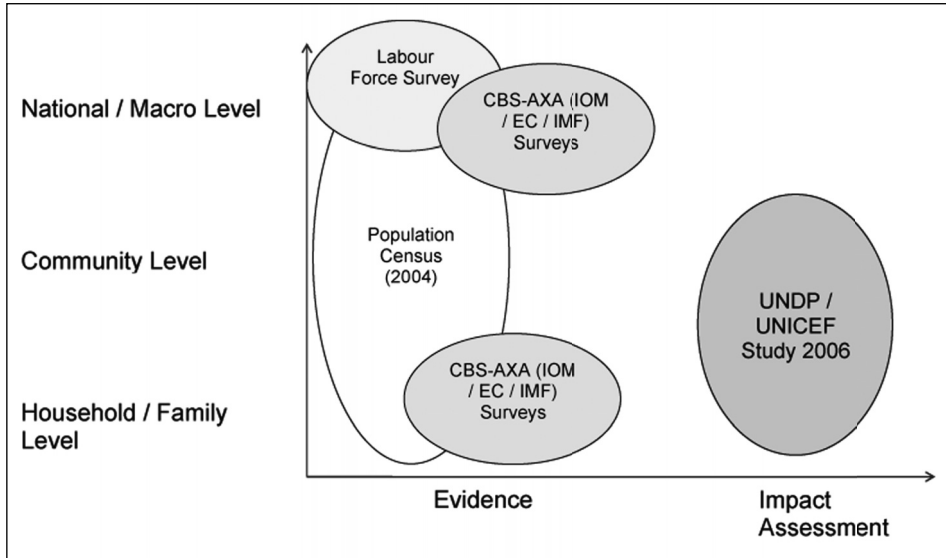 Labour
Force Survey
National / Macro Level
CBS-AXA (IOM
/ EC / IMF)
Surveys
Population
Census
(2004)
Community Level
UNDP /
UNICEF
Study 2006
CBS-AXA (IOM
/ EC / IMF)
Surveys
Household / Family
Level
Evidence
Impact
Assessment